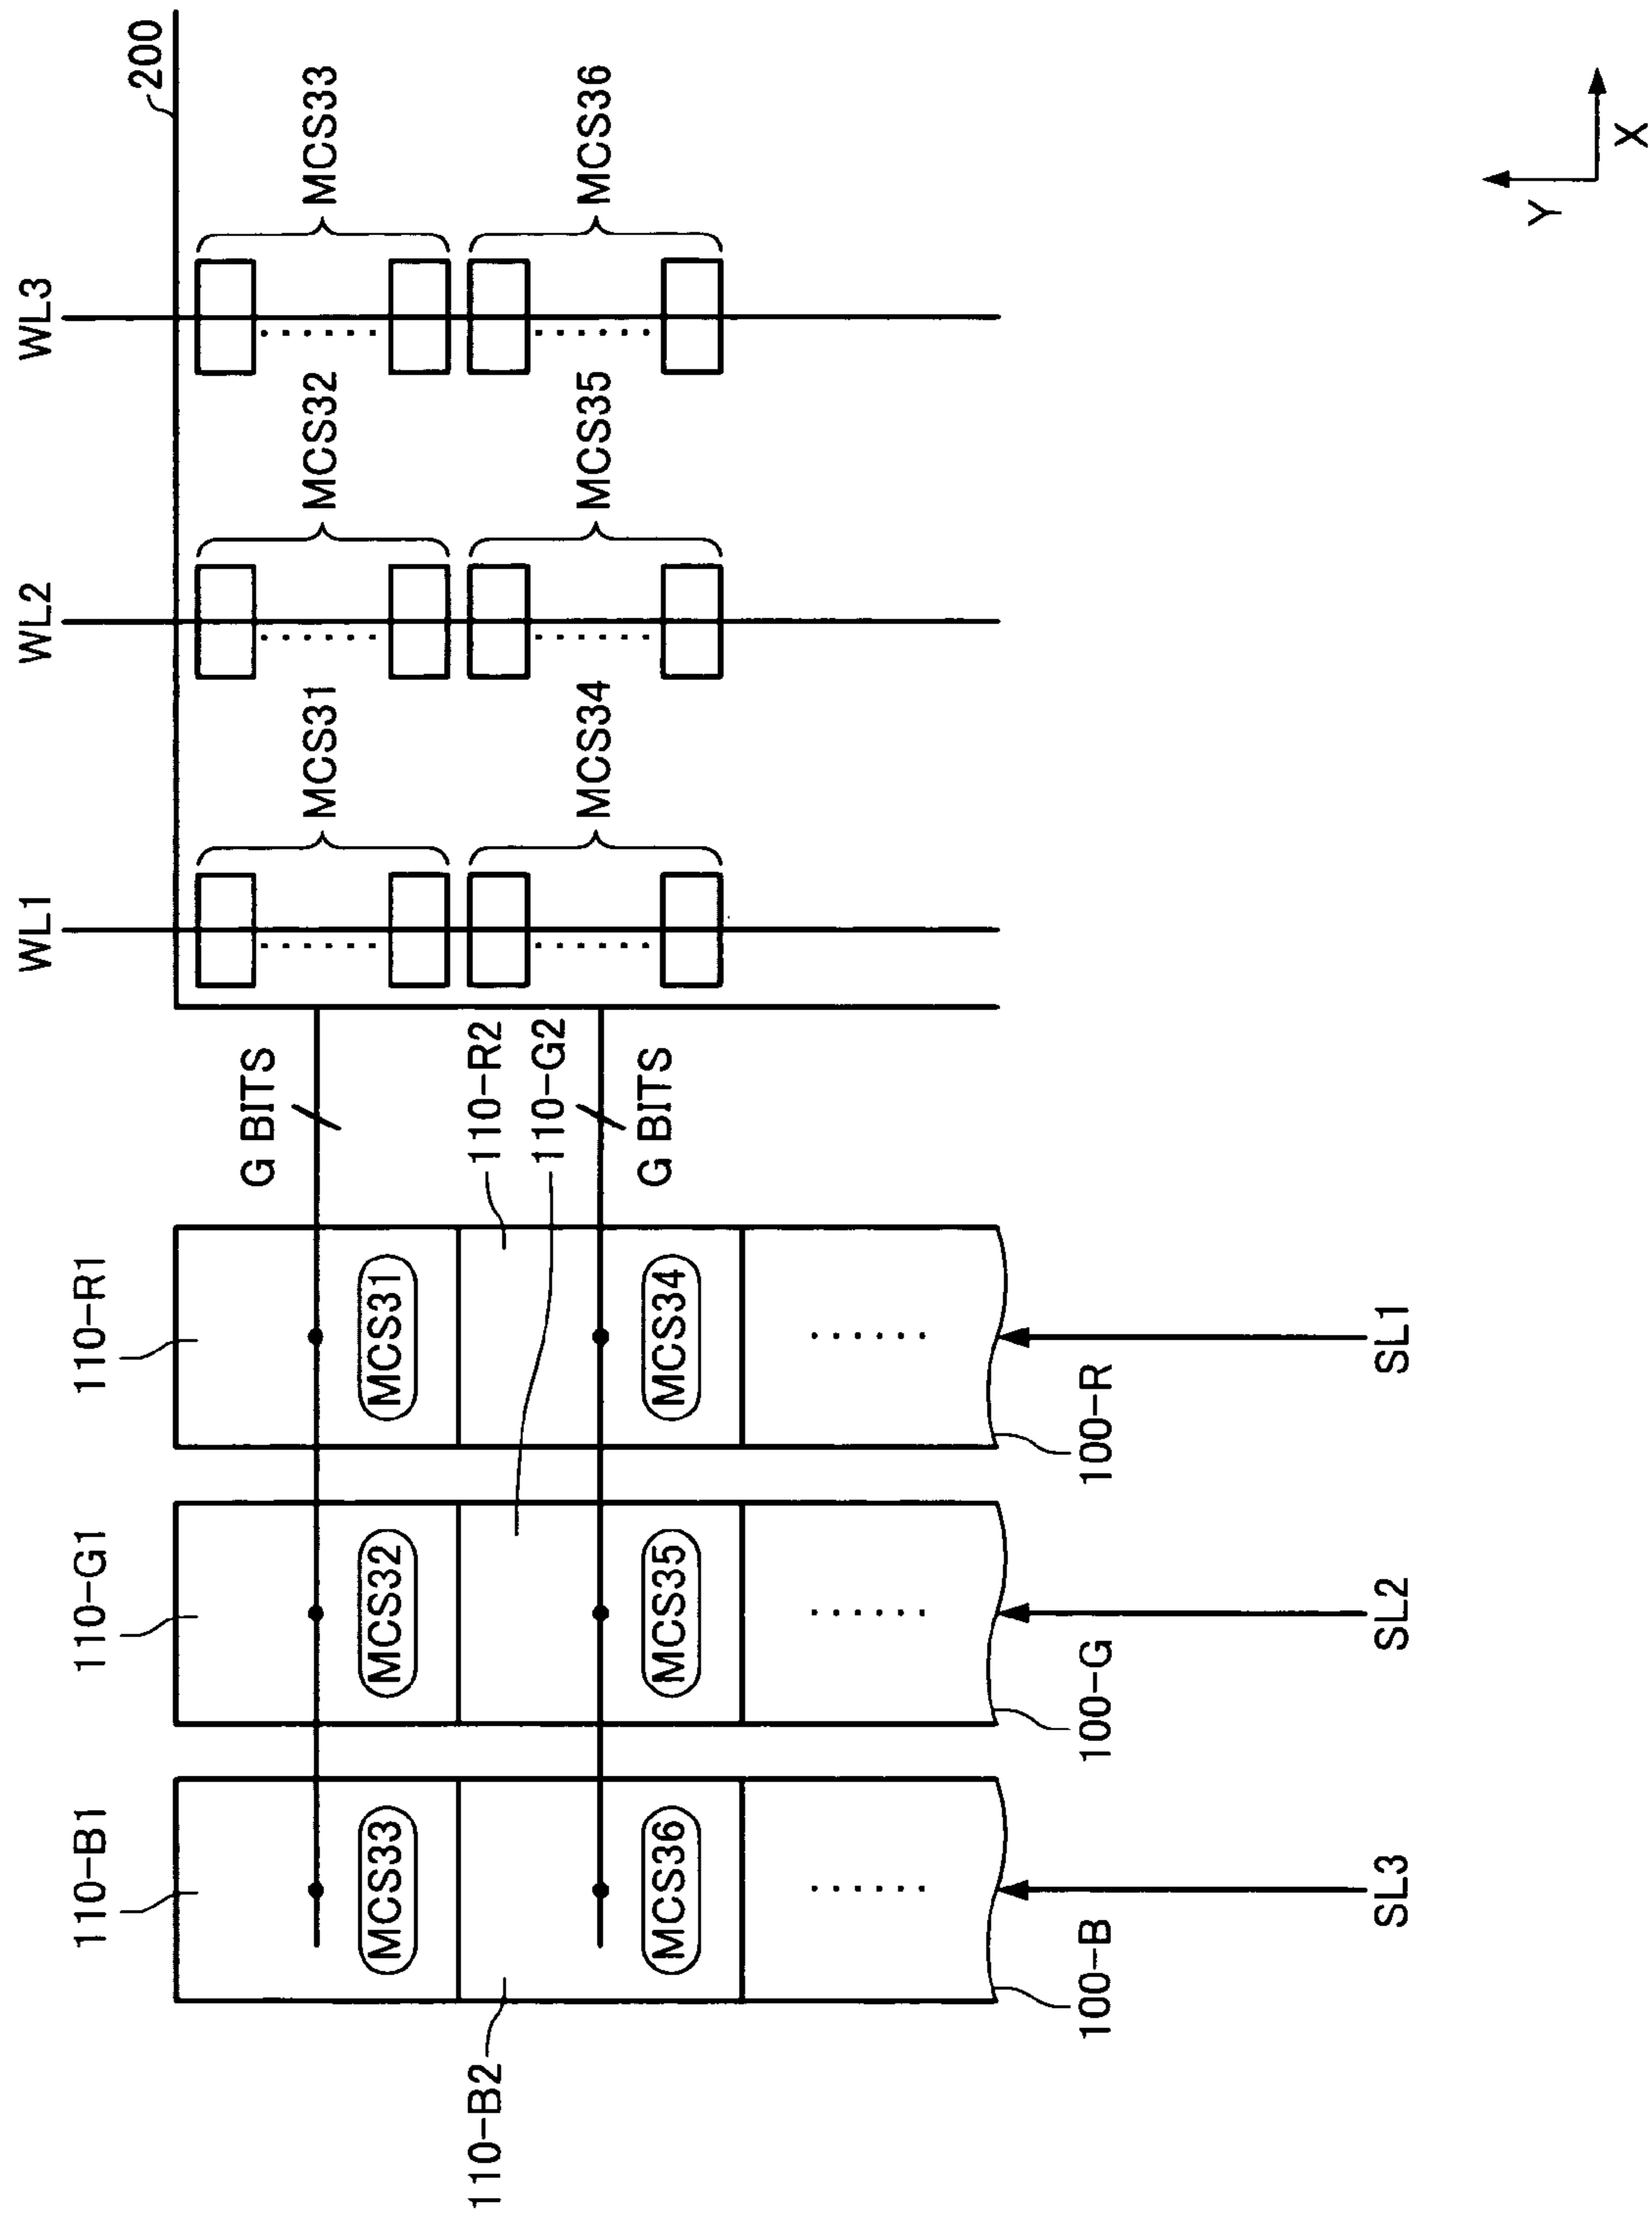 WL1
WL2
WL3
110-B1
110-G1
110-R1
200
G BITS
MCS31
MCS32
MCS33
MCS33
MCS32
MCS31
110-B2
110-R2
110-G2
MCS34
MCS35
MCS36
G BITS
MCS36
MCS35
MCS34
100-B
100-G
100-R
SL3
SL2
SL1
Y
X